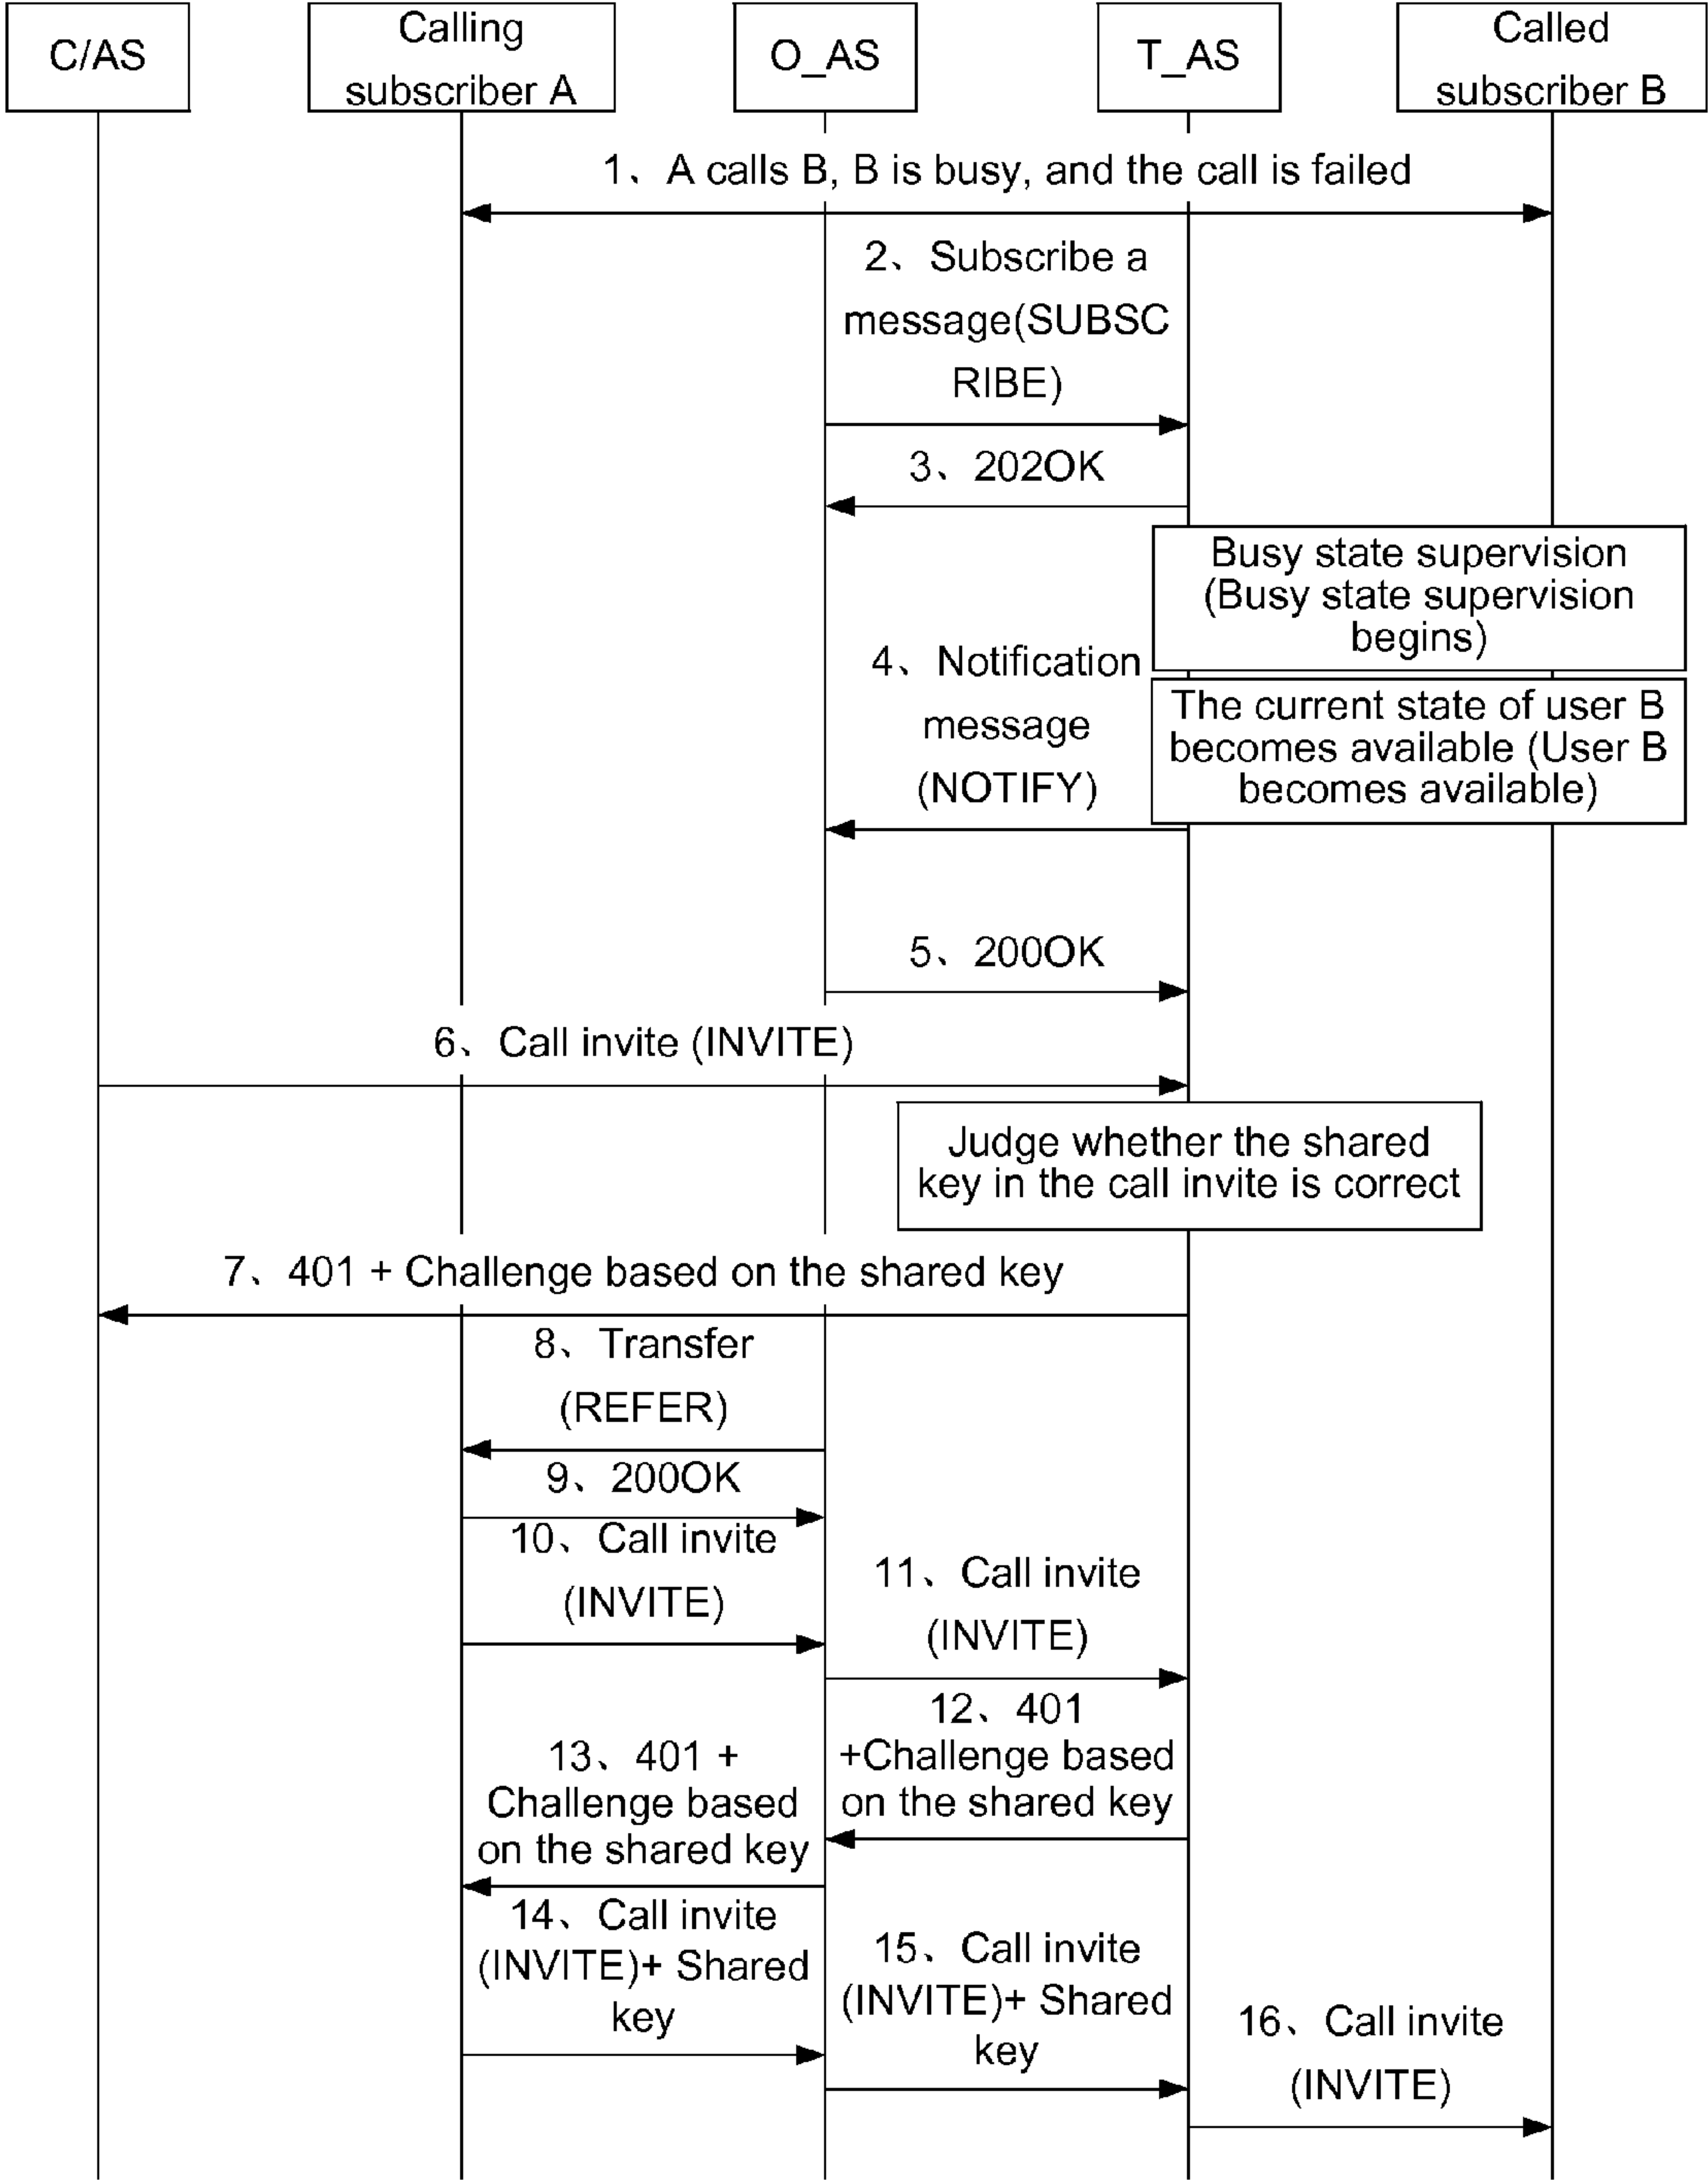 C/AS
Calling
subscriber A
O_AS
T_AS
Called
subscriber B
1、A calls B, B is busy, and the call is failed
2、Subscribe a
message(SUBSC
RIBE)
3、202OK
Busy state supervision
(Busy state supervision
begins)
4、Notification
message
(NOTIFY)
The current state of user B
becomes available (User B
becomes available)
5、200OK
6、Call invite (INVITE)
Judge whether the shared
key in the call invite is correct
7、401 + Challenge based on the shared key
8、Transfer
(REFER)
9、200OK
10、Call invite
(INVITE)
11、Call invite
(INVITE)
12、401
+Challenge based
on the shared key
13、401 +
Challenge based
on the shared key
14、Call invite
(INVITE)+ Shared
key
15、Call invite
(INVITE)+ Shared
key
16、Call invite
(INVITE)